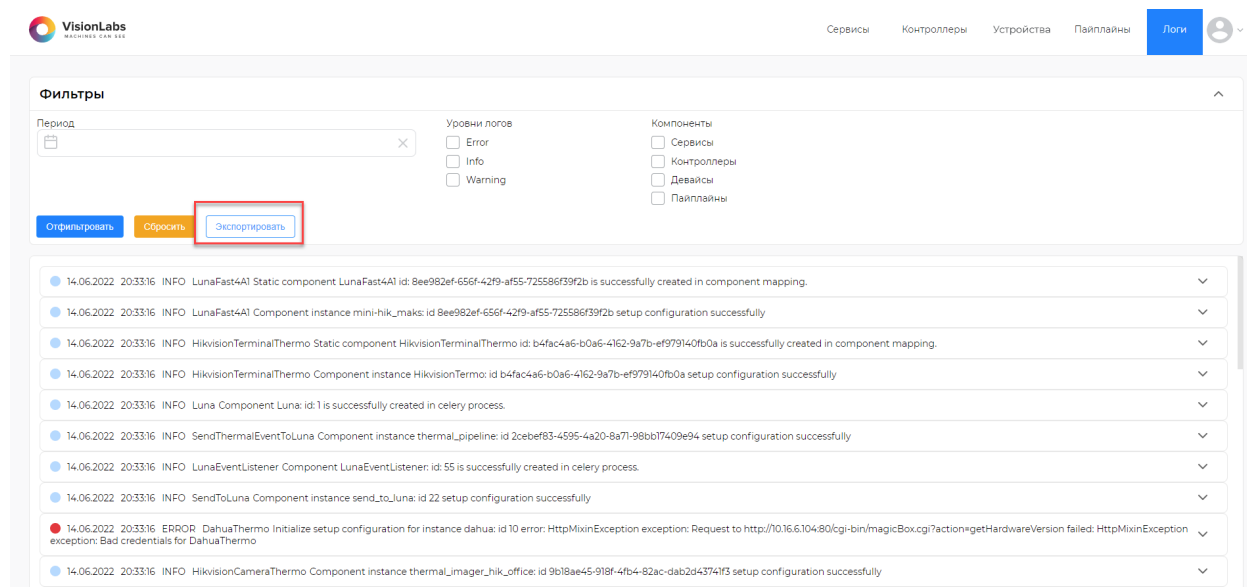 VisionLabs
MACHINES CAN SEE
Сервисы Контроллеры Устройства Пайплайны Логи
Фильтры
Период Уровни логов Компоненты
Error Сервисы
Info Контроллеры
Warning Девайсы
Пайплайны
Отфильтровать Сбросить Экспортировать
14.06.2022 20:33:16 INFO LunaFast4A1 Static component LunaFast4A1 id: 8ee982ef-656f-42f9-af55-725586f39f2b is successfully created in component mapping.
14.06.2022 20:33:16 INFO LunaFast4A1 Component instance mini-hik_maks: id 8ee982ef-656f-42f9-af55-725586f39f2b setup configuration successfully
14.06.2022 20:33:16 INFO HikvisionTerminalThermo Static component HikvisionTerminalThermo id: b4fac4a6-b0a6-4162-9a7b-ef979140fb0a is successfully created in component mapping.
14.06.2022 20:33:16 INFO HikvisionTerminalThermo Component instance HikvisionTermo: id b4fac4a6-b0a6-4162-9a7b-ef979140fb0a setup configuration successfully
14.06.2022 20:33:16 INFO Luna Component Luna: id: 1 is successfully created in celery process.
14.06.2022 20:33:16 INFO SendThermalEventToLuna Component instance thermal_pipeline: id 2cebef83-4595-4a20-8a71-98bb17409e94 setup configuration successfully
14.06.2022 20:33:16 INFO LunaEventListener Component LunaEventListener: id: 55 is successfully created in celery process.
14.06.2022 20:33:16 INFO SendToLuna Component instance send_to_luna: id 22 setup configuration successfully
14.06.2022 20:33:16 ERROR DahuaThermo Initialize setup configuration for instance dahua: id 10 error: HttpMixinException exception: Request to http://10.16.6.104:80/cgi-bin/magicBox.cgi?action=getHardwareVersion failed: HttpMixinException
exception: Bad credentials for DahuaThermo
14.06.2022 20:33:16 INFO HikvisionCameraThermo Component instance thermal_imager_hik_office: id 9b18ae45-918f-4fb4-82ac-dab2d43741f3 setup configuration successfully